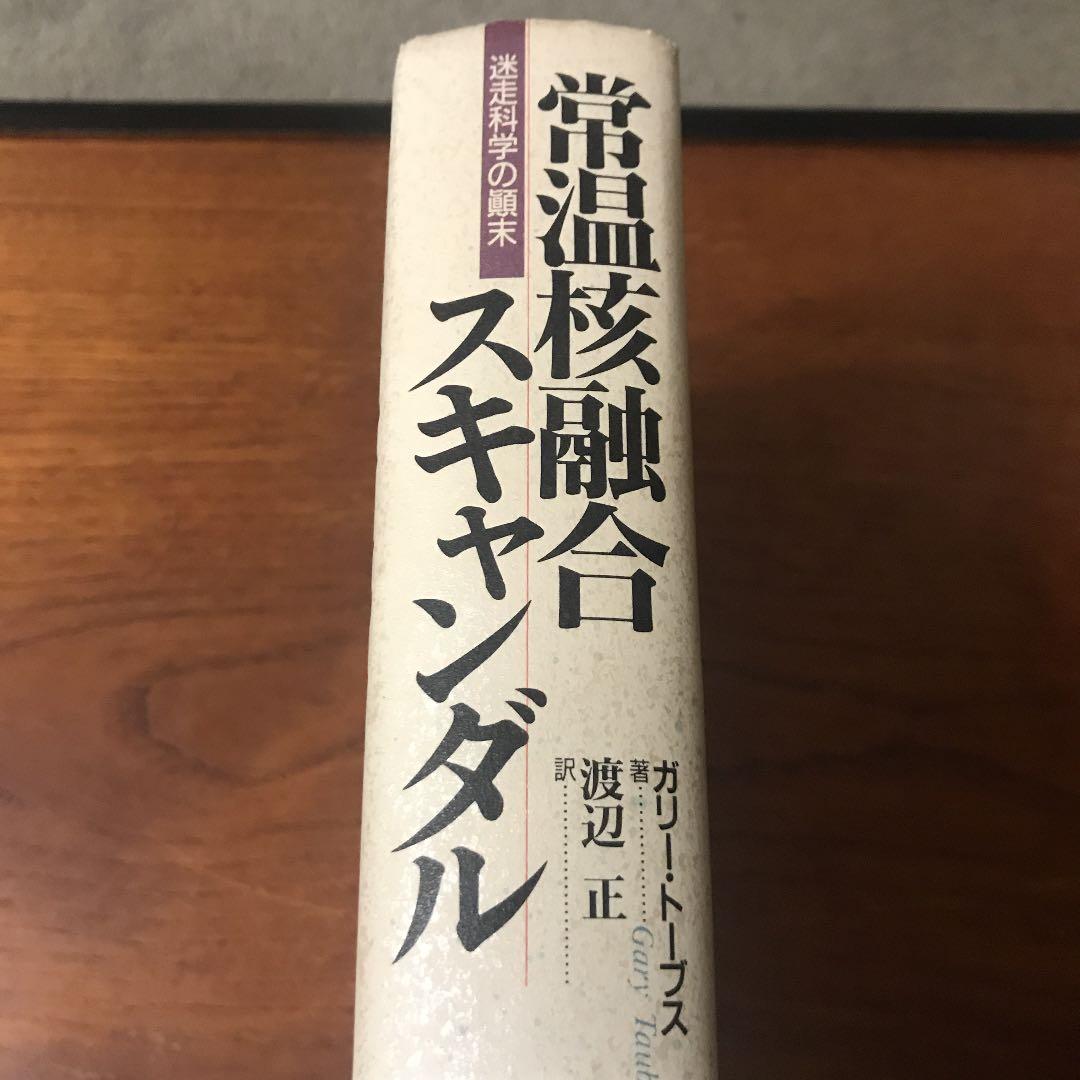 常温核融合
スキャンダル
迷走科学の顚末
ガリー・トーブス
著
Gary Taub
渡辺 正
訳